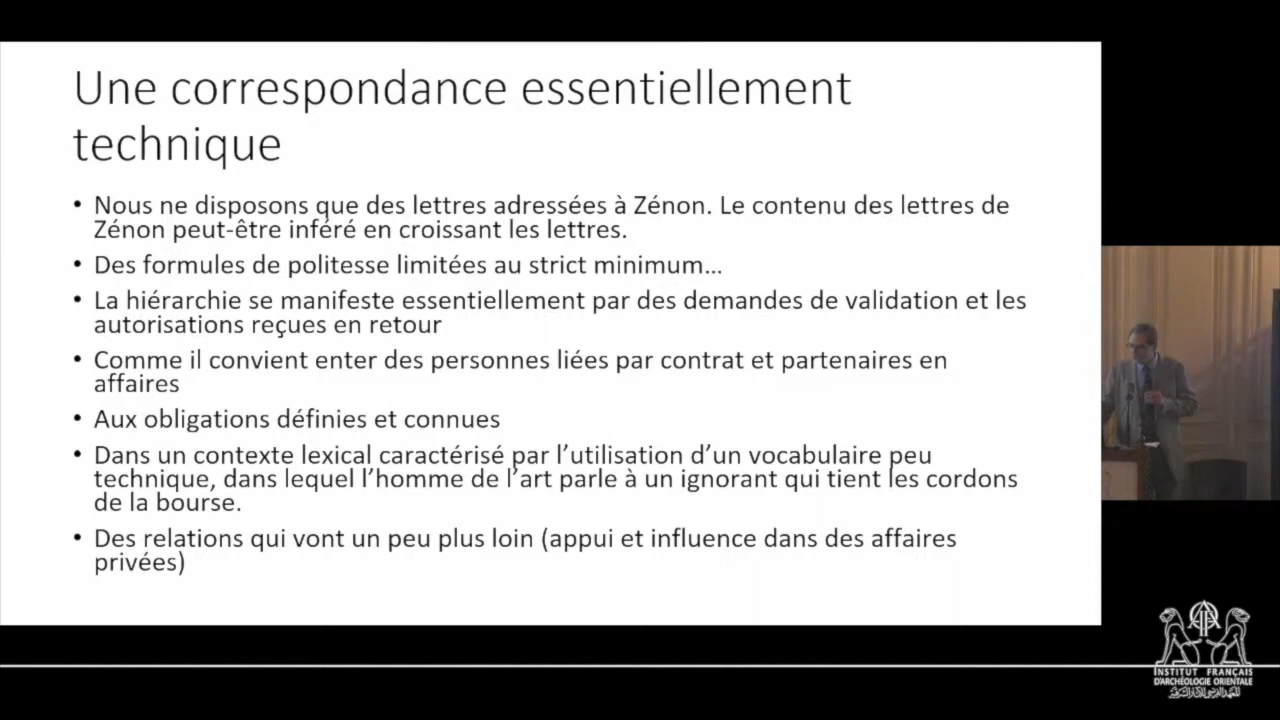 Une correspondance essentiellement
technique
• Nous ne disposons que des lettres adressées à Zénon. Le contenu des lettres de
Zénon peut-être inféré en croissant les lettres.
• Des formules de politesse limitées au strict minimum…
• La hiérarchie se manifeste essentiellement par des demandes de validation et les
autorisations reçues en retour
• Comme il convient enter des personnes liées par contrat et partenaires en
affaires
• Aux obligations définies et connues
• Dans un contexte lexical caractérisé par l’utilisation d’un vocabulaire peu
technique, dans lequel l’homme de l’art parle à un ignorant qui tient les cordons
de la bourse.
• Des relations qui vont un peu plus loin (appui et influence dans des affaires
privées)
INSTITUT FRANÇAIS
D’ARCHÉOLOGIE ORIENTALE